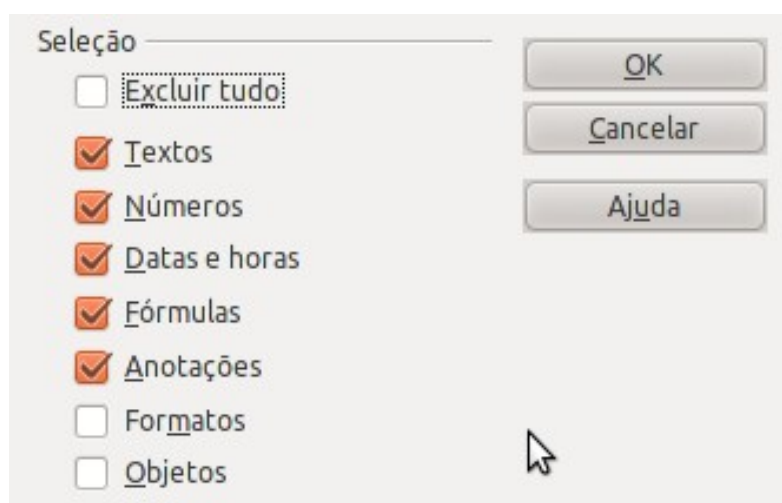 Seleção
Excluir tudo
Textos
Números
Datas e horas
Fórmulas
Anotações
Formatos
Objetos
OK
Cancelar
Ajuda